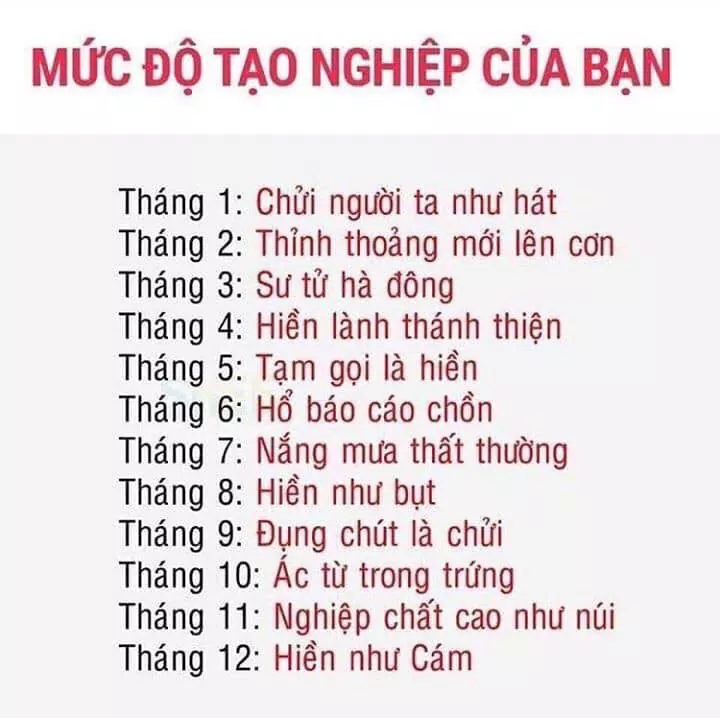 MỨC ĐỘ TẠO NGHIỆP CỦA BẠN
Tháng 1: Chửi người ta như hát
Tháng 2: Thỉnh thoảng mới lên cơn
Tháng 3: Sư tử hà đông
Tháng 4: Hiền lành thánh thiện
Tháng 5: Tạm gọi là hiền
Tháng 6: Hổ báo cáo chồn
Tháng 7: Nắng mưa thất thường
Tháng 8: Hiền như bụt
Tháng 9: Đụng chút là chửi
Tháng 10: Ác từ trong trứng
Tháng 11: Nghiệp chất cao như núi
Tháng 12: Hiền như Cám